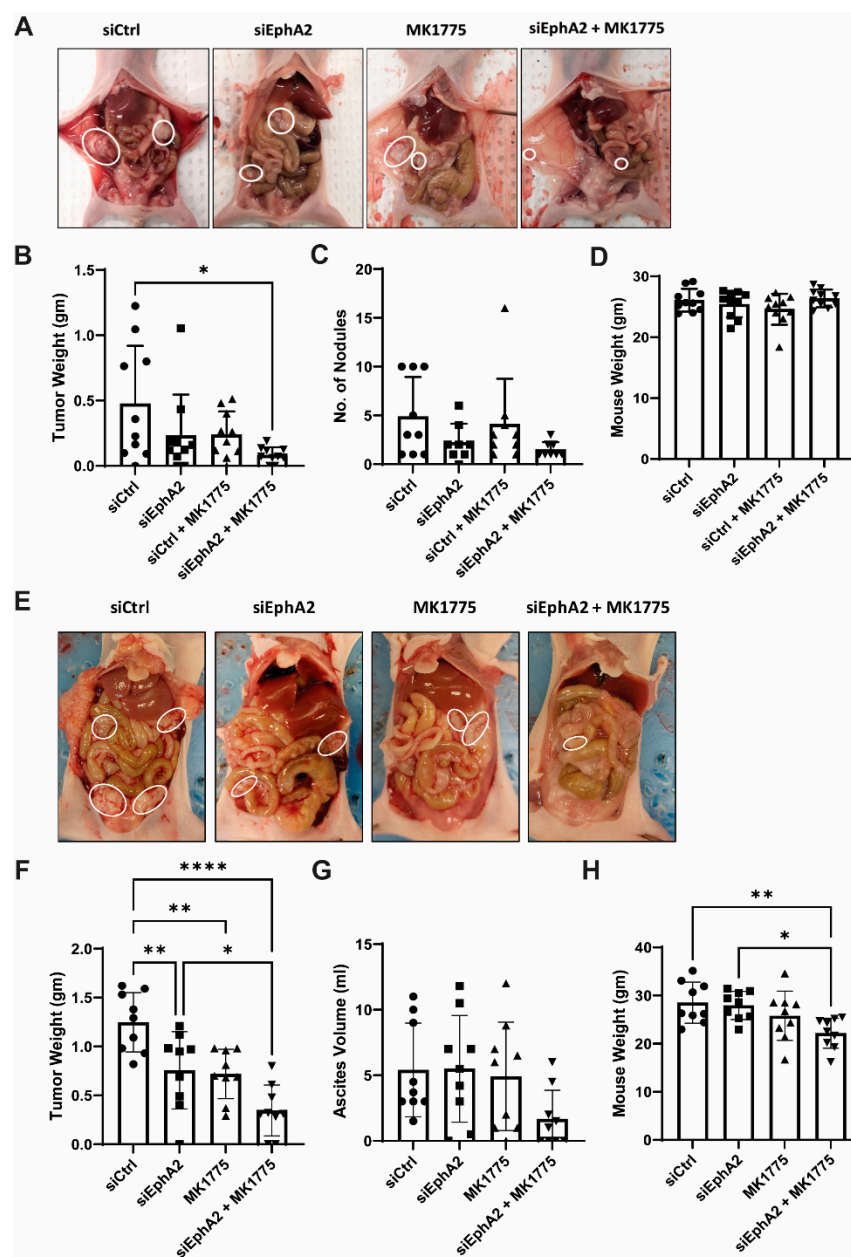 A
siCtrl
siEphA2
MK1775
siEphA2 + MK1775
B
Tumor Weight (gm)
1.5
1.0
0.5
0.0
*
siCtrl
siEphA2
siCtrl + MK1775
siEphA2 + MK1775
C
No. of Nodules
20
15
10
5
0
siCtrl
siEphA2
siCtrl + MK1775
siEphA2 + MK1775
D
Mouse Weight (gm)
30
20
10
0
siCtrl
siEphA2
siCtrl + MK1775
siEphA2 + MK1775
E
siCtrl
siEphA2
MK1775
siEphA2 + MK1775
F
Tumor Weight (gm)
2.0
1.5
1.0
0.5
0.0
****
**
**
*
siCtrl
siEphA2
MK1775
siEphA2 + MK1775
G
Ascites Volume (ml)
15
10
5
0
siCtrl
siEphA2
MK1775
siEphA2 + MK1775
H
Mouse Weight (gm)
40
30
20
10
0
**
*
siCtrl
siEphA2
MK1775
siEphA2 + MK1775